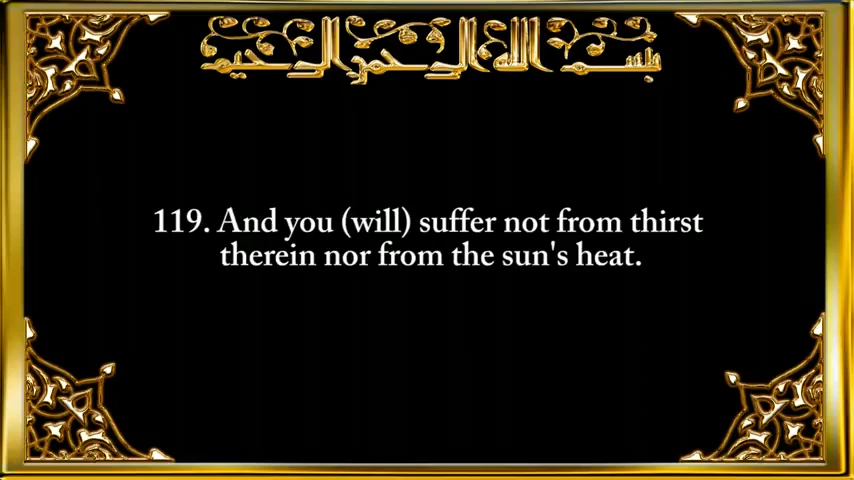 بسم الله الرحمن الرحيم
119. And you (will) suffer not from thirst
therein nor from the sun's heat.